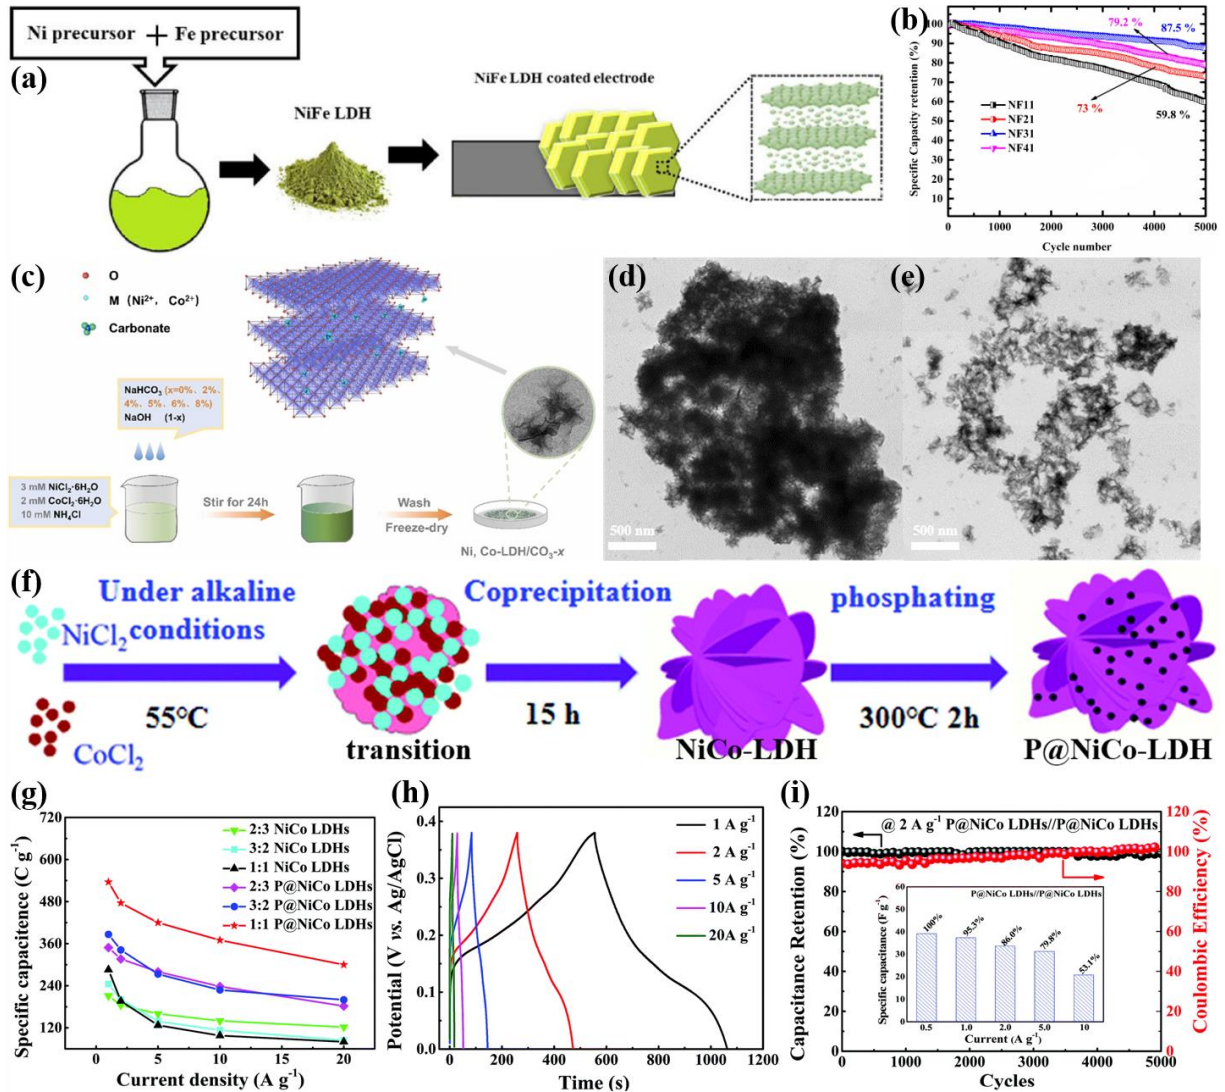 Ni precursor + Fe precursor
(a)
NiFe LDH
NiFe LDH coated electrode
(b)
Specific Capacity retention (%)
100
90
80
70
60
50
40
30
20
10
79.2 %
87.5 %
73 %
59.8 %
NF11
NF21
NF31
NF41
0 1000 2000 3000 4000 5000
Cycle number
(c)
O
M (Ni²⁺, Co²⁺)
Carbonate
NaHCO₃ (x=0%、2%、
4%、5%、6%、8%)
NaOH (1-x)
3 mM NiCl₂·6H₂O
2 mM CoCl₂·6H₂O
10 mM NH₄Cl
Stir for 24h
Wash
Freeze-dry
Ni, Co-LDH/CO₃-x
(d)
500 nm
(e)
500 nm
(f)
NiCl₂
CoCl₂
Under alkaline
conditions
55°C
transition
Coprecipitation
15 h
NiCo-LDH
phosphating
300°C 2h
P@NiCo-LDH
(g)
Specific capacitence (C g⁻¹)
720
600
480
360
240
120
2:3 NiCo LDHs
3:2 NiCo LDHs
1:1 NiCo LDHs
2:3 P@NiCo LDHs
3:2 P@NiCo LDHs
1:1 P@NiCo LDHs
0 5 10 15 20
Current density (A g⁻¹)
(h)
Potential (V vs. Ag/AgCl)
0.4
0.3
0.2
0.1
0.0
1 A g⁻¹
2 A g⁻¹
5 A g⁻¹
10A g⁻¹
20A g⁻¹
0 200 400 600 800 1000 1200
Time (s)
(i)
Capacitance Retention (%)
120
100
80
60
40
20
0
@ 2 A g⁻¹ P@NiCo LDHs//P@NiCo LDHs
P@NiCo LDHs//P@NiCo LDHs
Specific capacitance (F g⁻¹)
60
50
40
30
20
10
0
100%
95.3%
86.0%
79.8%
53.1%
0.5 1.0 2.0 5.0 10
Current (A g⁻¹)
0 1000 2000 3000 4000 5000
Cycles
120
100
80
60
40
20
0
Coulombic Efficiency (%)